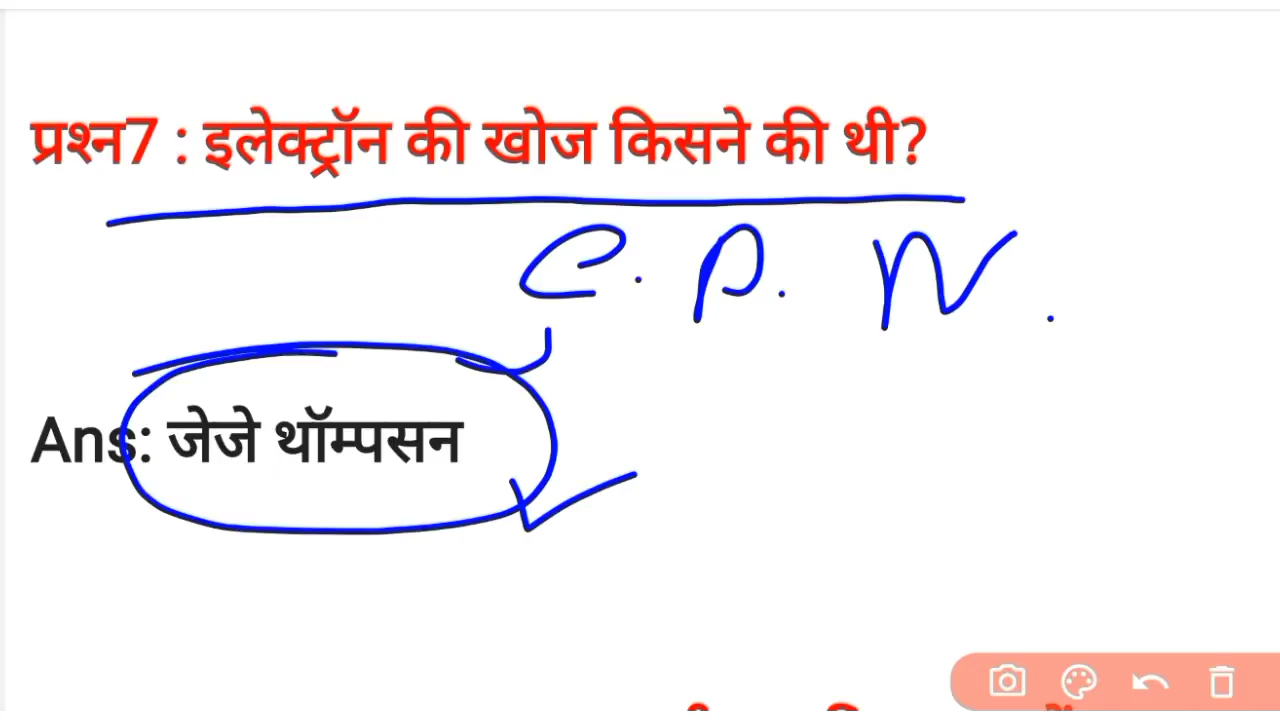 प्रश्न7 : इलेक्ट्रॉन की खोज किसने की थी?
e. p. n.
Ans: जेजे थॉम्पसन